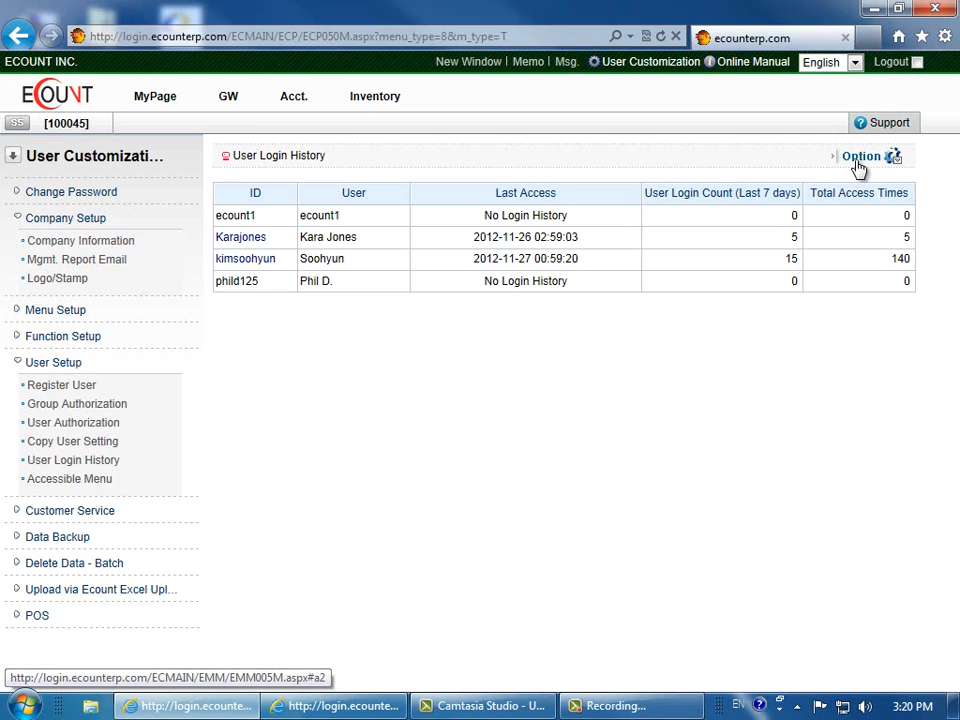 http://login.ecounterp.com/ECMAIN/ECP/ECP050M.aspx?menu_type=8&m_type=T
ecounterp.com
ECOUNT INC.
New Window | Memo | Msg.
User Customization
Online Manual
English
Logout
ECOUNT
MyPage
GW
Acct.
Inventory
S5
[100045]
Support
User Customizati...
User Login History
Option
Change Password
Company Setup
Company Information
Mgmt. Report Email
Logo/Stamp
Menu Setup
Function Setup
User Setup
Register User
Group Authorization
User Authorization
Copy User Setting
User Login History
Accessible Menu
Customer Service
Data Backup
Delete Data - Batch
Upload via Ecount Excel Upl...
POS
ID User Last Access User Login Count (Last 7 days) Total Access Times
ecount1 ecount1 No Login History 0 0
Karajones Kara Jones 2012-11-26 02:59:03 5 5
kimsoohyun Soohyun 2012-11-27 00:59:20 15 140
phild125 Phil D. No Login History 0 0
http://login.ecounterp.com/ECMAIN/EMM/EMM005M.aspx#a2
http://login.ecounte...
http://login.ecounte...
Camtasia Studio - U...
Recording...
EN
3:20 PM